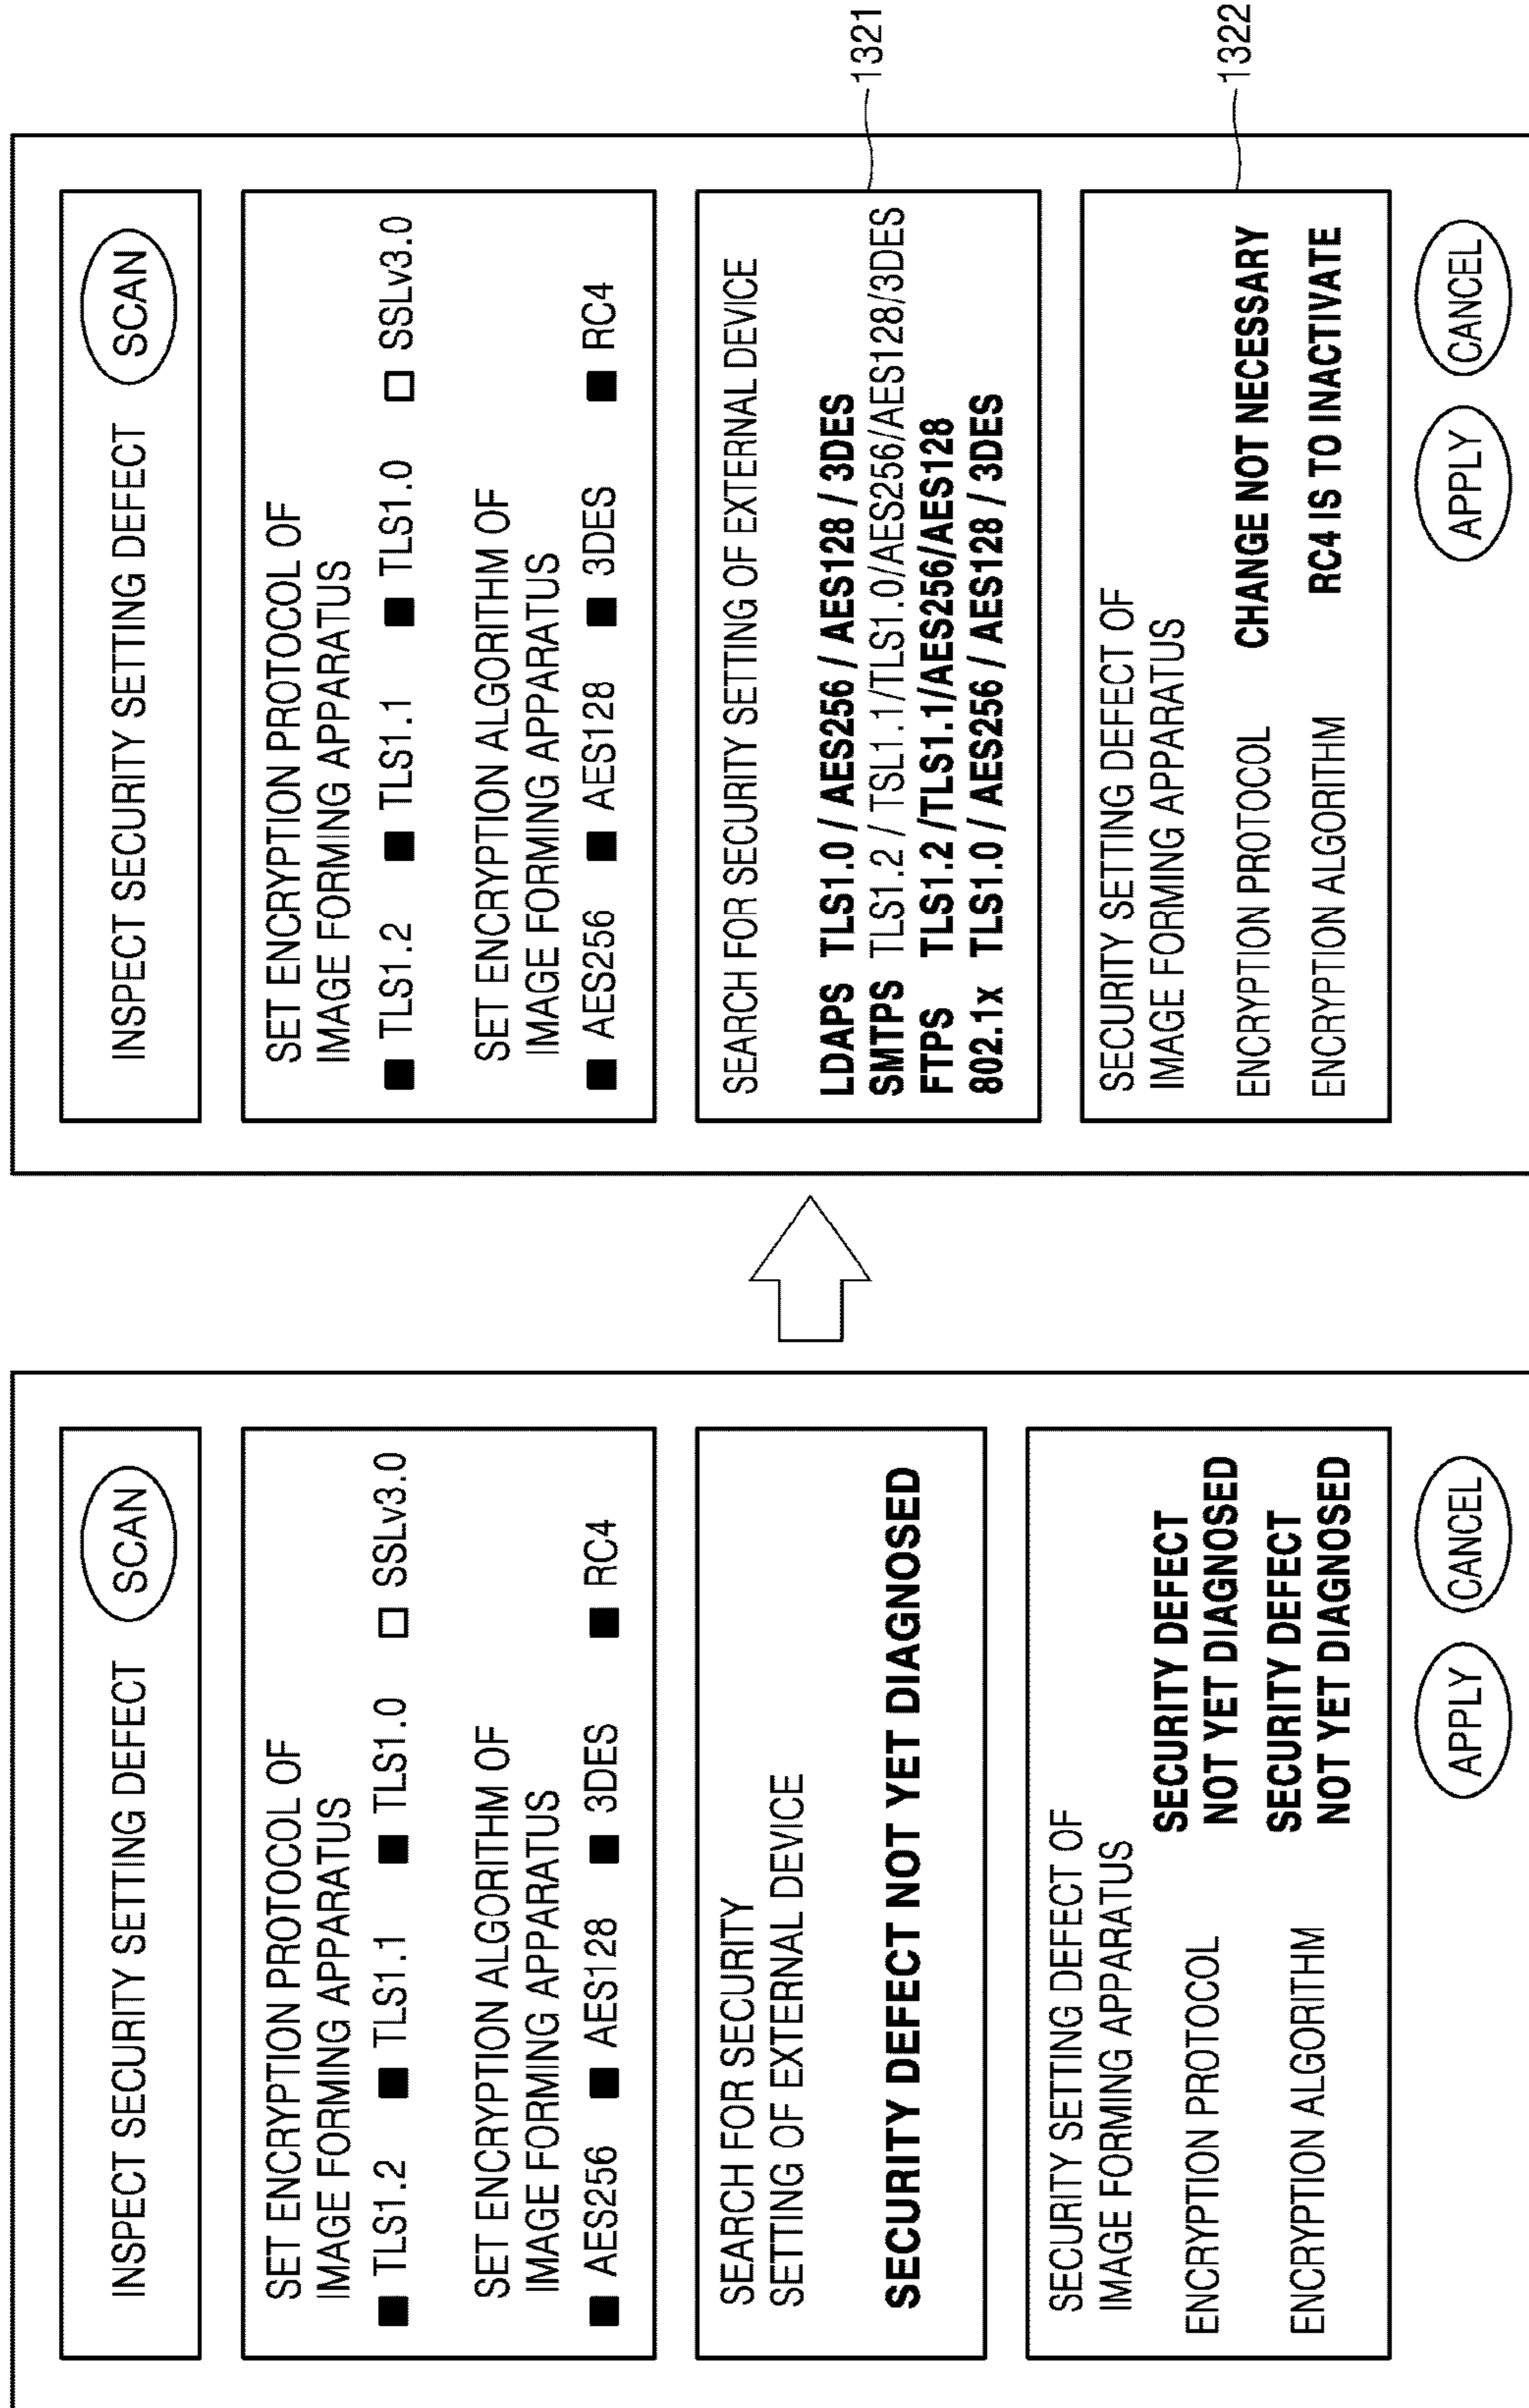 INSPECT SECURITY SETTING DEFECT SCAN
SET ENCRYPTION PROTOCOL OF
IMAGE FORMING APPARATUS
■ TLS1.2 ■ TLS1.1 ■ TLS1.0 □ SSLv3.0
SET ENCRYPTION ALGORITHM OF
IMAGE FORMING APPARATUS
■ AES256 ■ AES128 ■ 3DES ■ RC4
SEARCH FOR SECURITY
SETTING OF EXTERNAL DEVICE
SECURITY DEFECT NOT YET DIAGNOSED
SECURITY SETTING DEFECT OF
IMAGE FORMING APPARATUS
ENCRYPTION PROTOCOL SECURITY DEFECT
NOT YET DIAGNOSED
ENCRYPTION ALGORITHM SECURITY DEFECT
NOT YET DIAGNOSED
APPLY CANCEL
INSPECT SECURITY SETTING DEFECT SCAN
SET ENCRYPTION PROTOCOL OF
IMAGE FORMING APPARATUS
■ TLS1.2 ■ TLS1.1 ■ TLS1.0 □ SSLv3.0
SET ENCRYPTION ALGORITHM OF
IMAGE FORMING APPARATUS
■ AES256 ■ AES128 ■ 3DES ■ RC4
SEARCH FOR SECURITY SETTING OF EXTERNAL DEVICE
LDAPS TLS1.0 / AES256 / AES128 / 3DES
1321
SMTPS TLS1.2 / TSL1.1/TLS1.0/AES256/AES128/3DES
FTPS TLS1.2 /TLS1.1/AES256/AES128
802.1x TLS1.0 / AES256 / AES128 / 3DES
SECURITY SETTING DEFECT OF
IMAGE FORMING APPARATUS
ENCRYPTION PROTOCOL CHANGE NOT NECESSARY
1322
ENCRYPTION ALGORITHM RC4 IS TO INACTIVATE
APPLY CANCEL